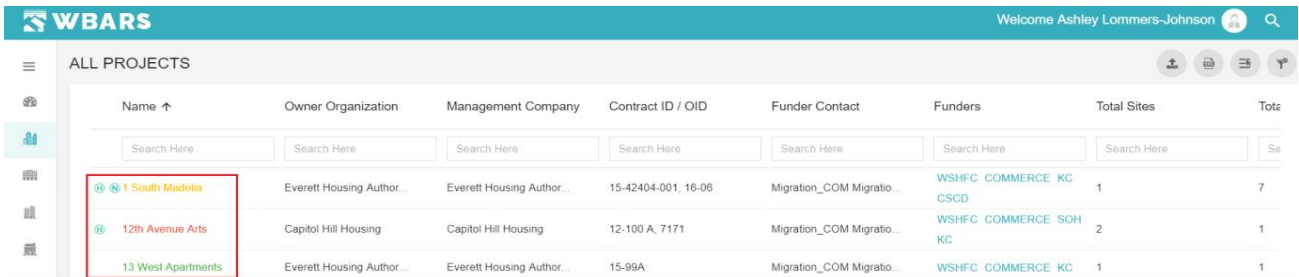 WBARS
Welcome Ashley Lommers-Johnson
ALL PROJECTS
Name ↑ Owner Organization Management Company Contract ID / OID Funder Contact Funders Total Sites Tota
Search Here Search Here Search Here Search Here Search Here Search Here Search Here Se
H N 1 South Madelia Everett Housing Author... Everett Housing Author... 15-42404-001, 16-06 Migration_COM Migratio... WSHFC COMMERCE KC 1 7
CSCD
H 12th Avenue Arts Capitol Hill Housing Capitol Hill Housing 12-100 A, 7171 Migration_COM Migratio... WSHFC COMMERCE SOH 2 1
KC
13 West Apartments Everett Housing Author... Everett Housing Author... 15-99A Migration_COM Migratio... WSHFC COMMERCE KC 1 1